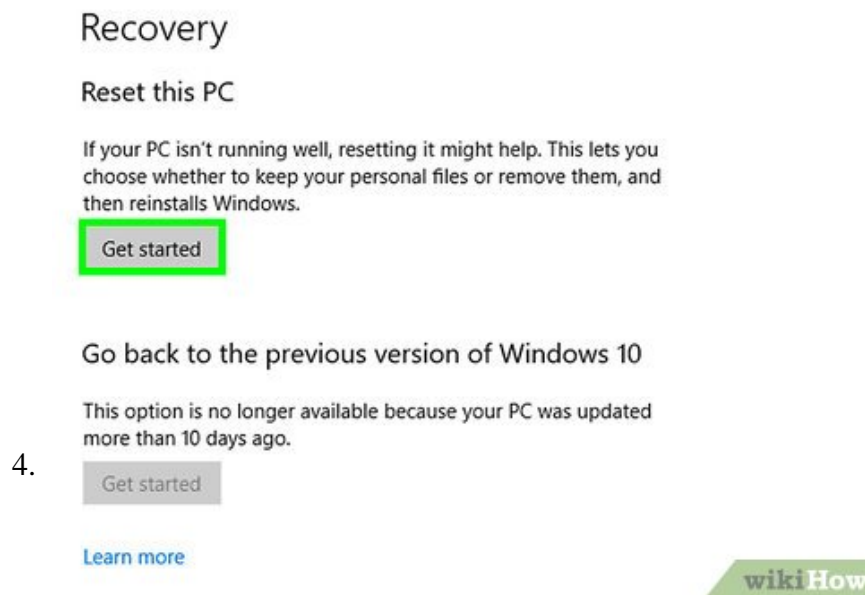 Recovery
Reset this PC
If your PC isn't running well, resetting it might help. This lets you
choose whether to keep your personal files or remove them, and
then reinstalls Windows.
Get started
Go back to the previous version of Windows 10
This option is no longer available because your PC was updated
more than 10 days ago.
4.
Get started
Learn more
wikiHow